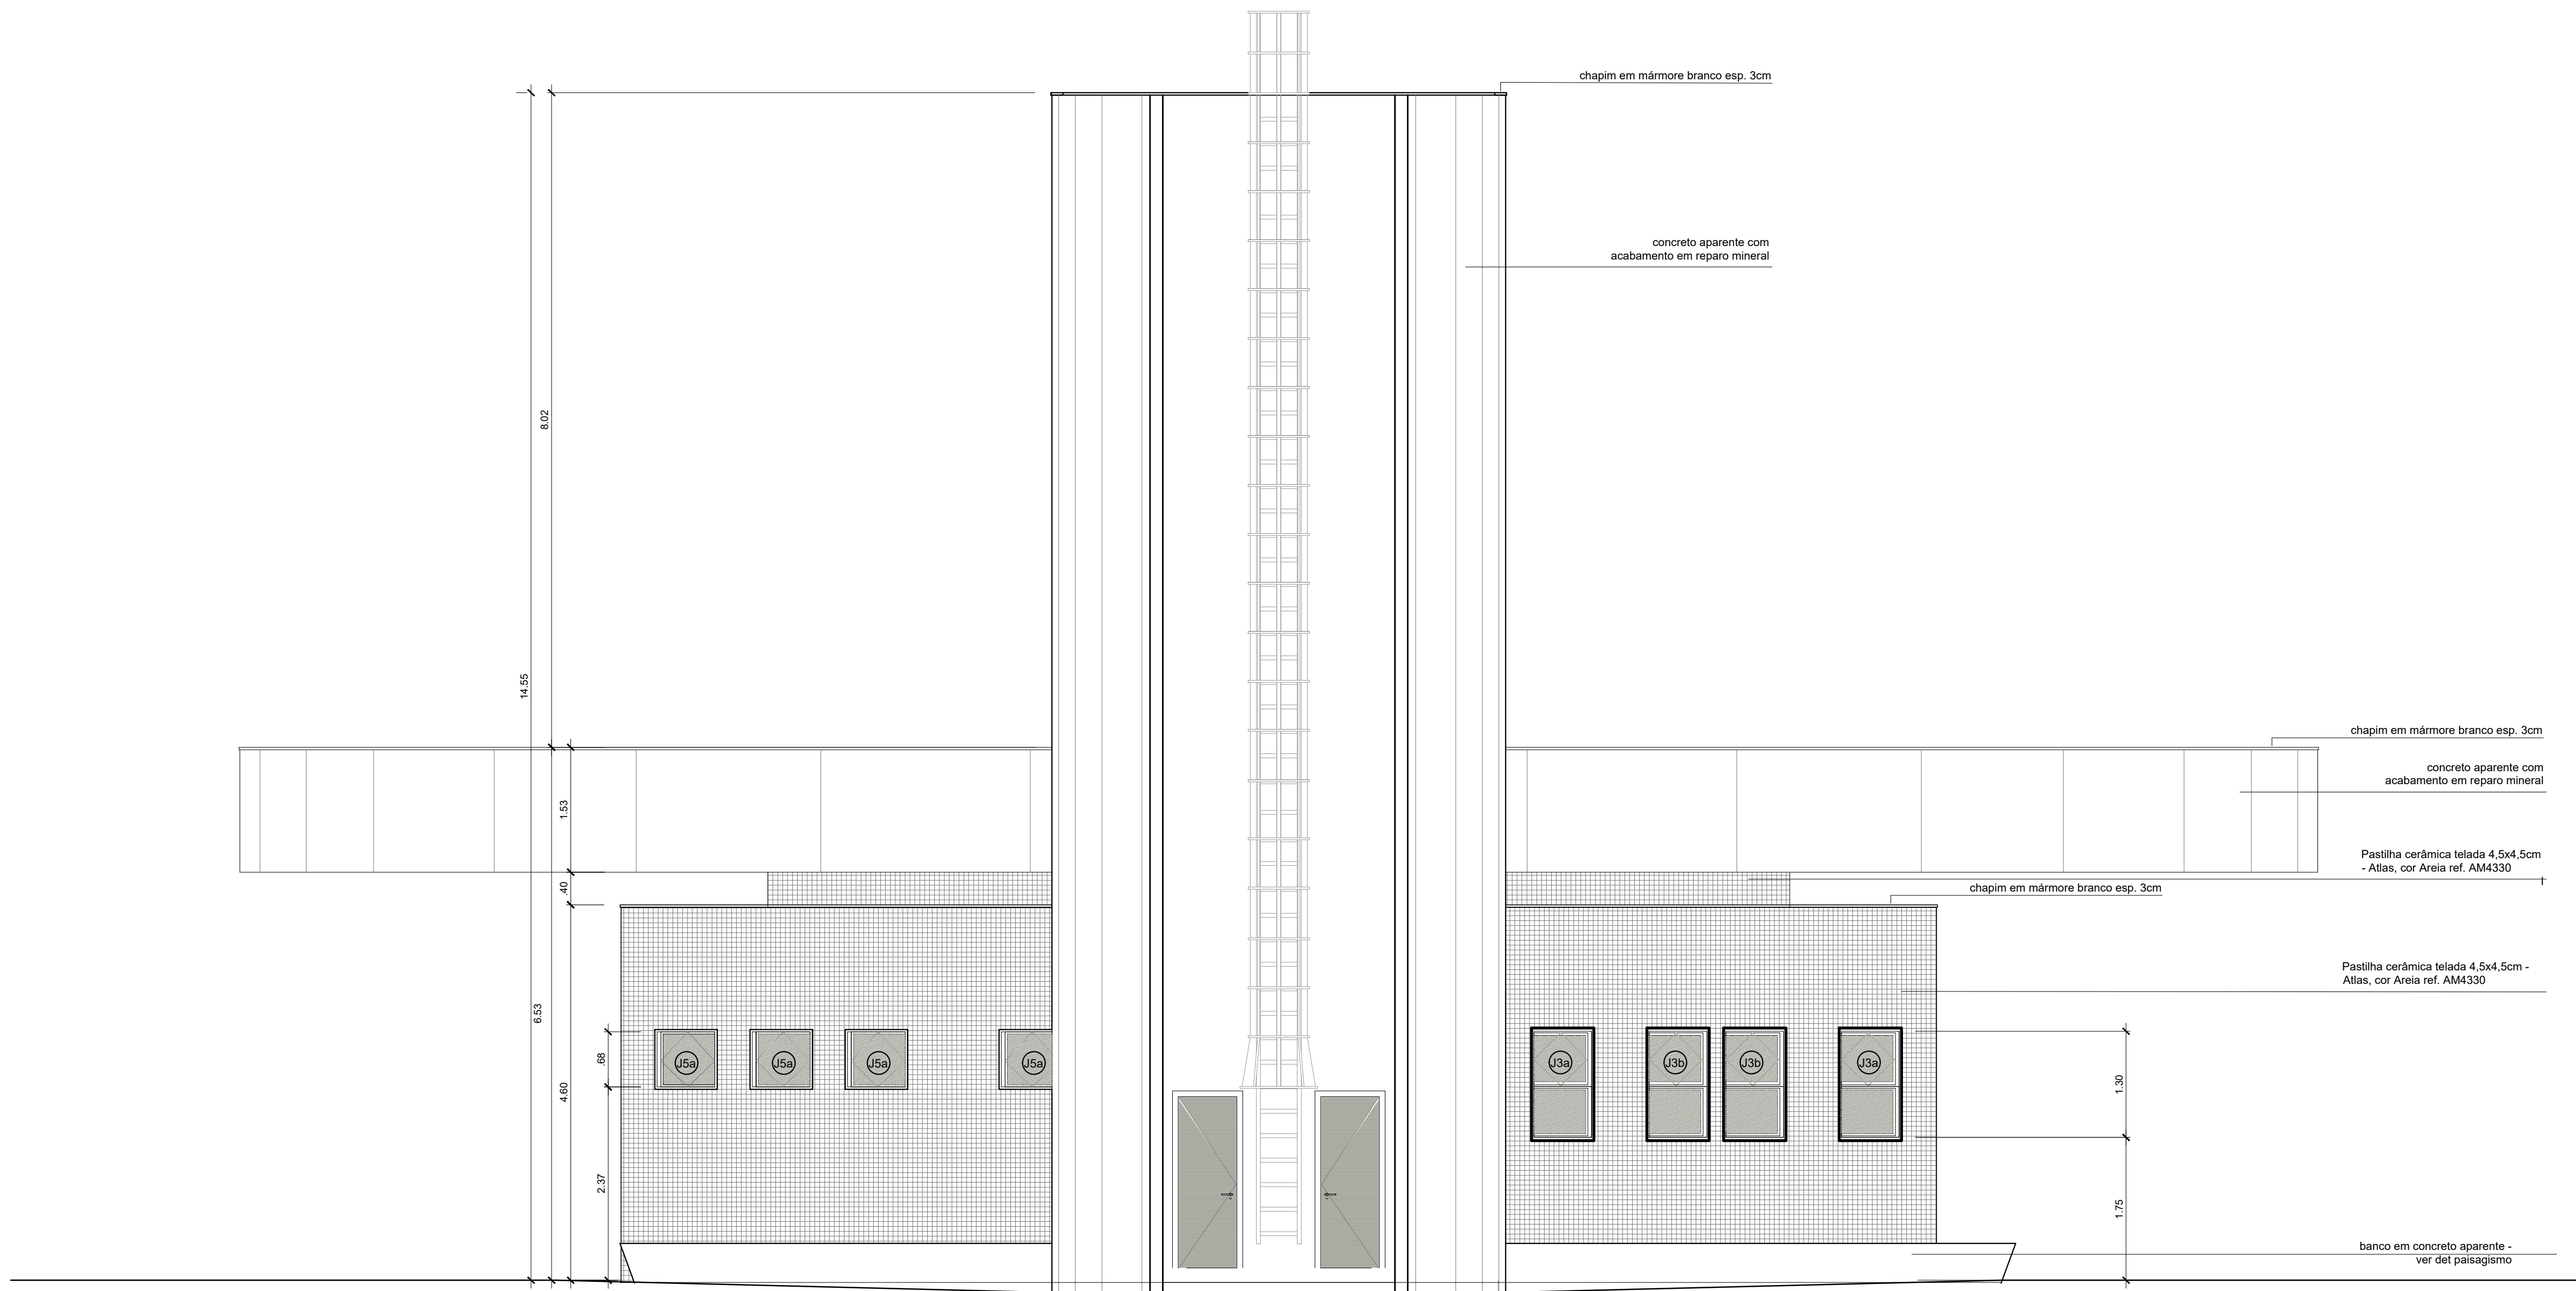 chapim em mármore branco esp. 3cm
concreto aparente com
acabamento em reparo mineral
8.02
14.55
chapim em mármore branco esp. 3cm
concreto aparente com
acabamento em reparo mineral
1.53
Pastilha cerâmica telada 4,5x4,5cm
- Atlas, cor Areia ref. AM4330
.40
chapim em mármore branco esp. 3cm
Pastilha cerâmica telada 4,5x4,5cm -
Atlas, cor Areia ref. AM4330
6.53
4.60
.68
J5a
J5a
J5a
J5a
J3a
J3b
J3b
J3a
1.30
2.37
1.75
banco em concreto aparente -
ver det paisagismo